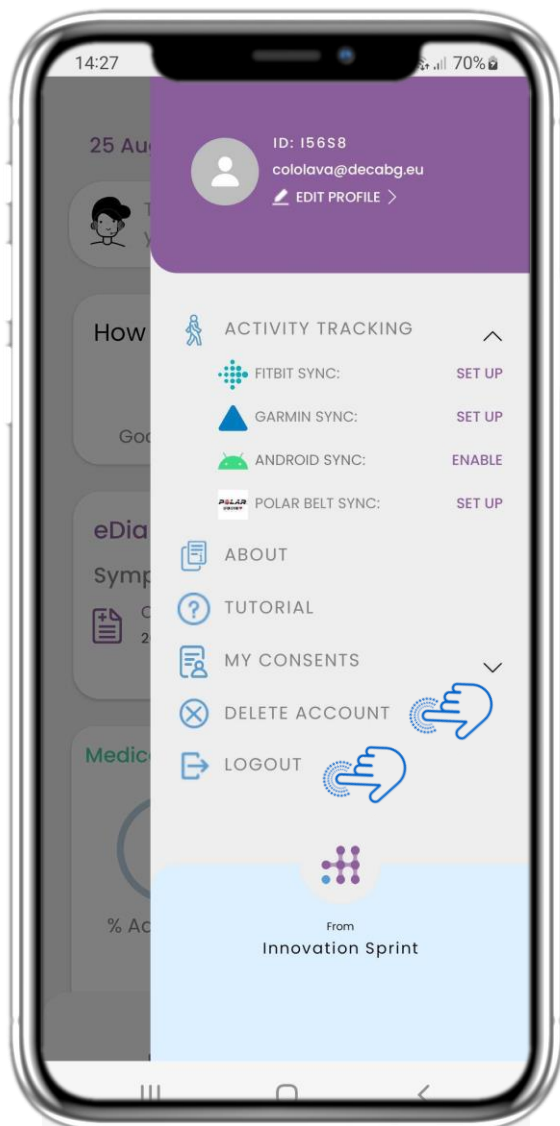 14:27
70%
25 Au
ID: I56S8
cololava@decabg.eu
EDIT PROFILE >
T
y
How
ACTIVITY TRACKING
FITBIT SYNC: SET UP
GARMIN SYNC: SET UP
Goo
ANDROID SYNC: ENABLE
POLAR
POLAR BELT SYNC: SET UP
eDia
ABOUT
Symp
C
TUTORIAL
2
MY CONSENTS
DELETE ACCOUNT
Medic
LOGOUT
% Ac
From
Innovation Sprint